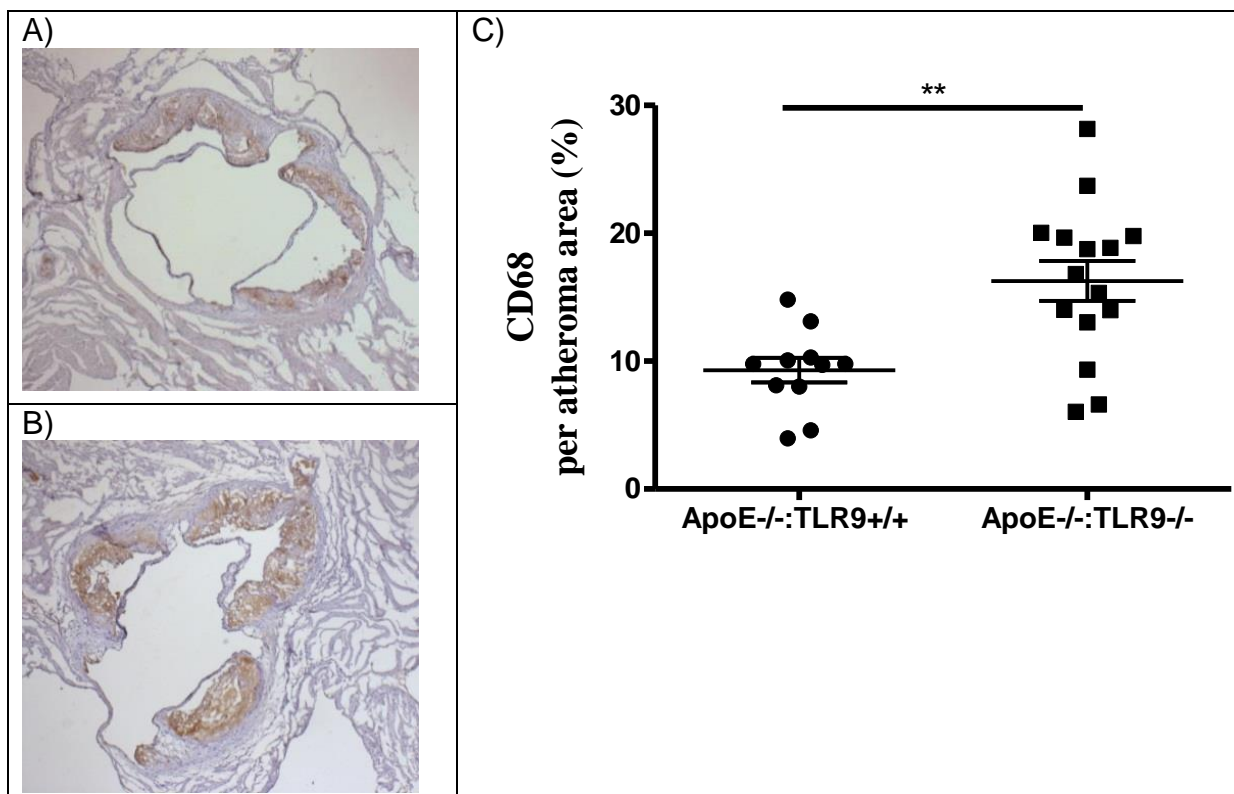 A)
B)
C)
**
30
20
10
0
CD68
per atheroma area (%)
ApoE-/-:TLR9+/+
ApoE-/-:TLR9-/-